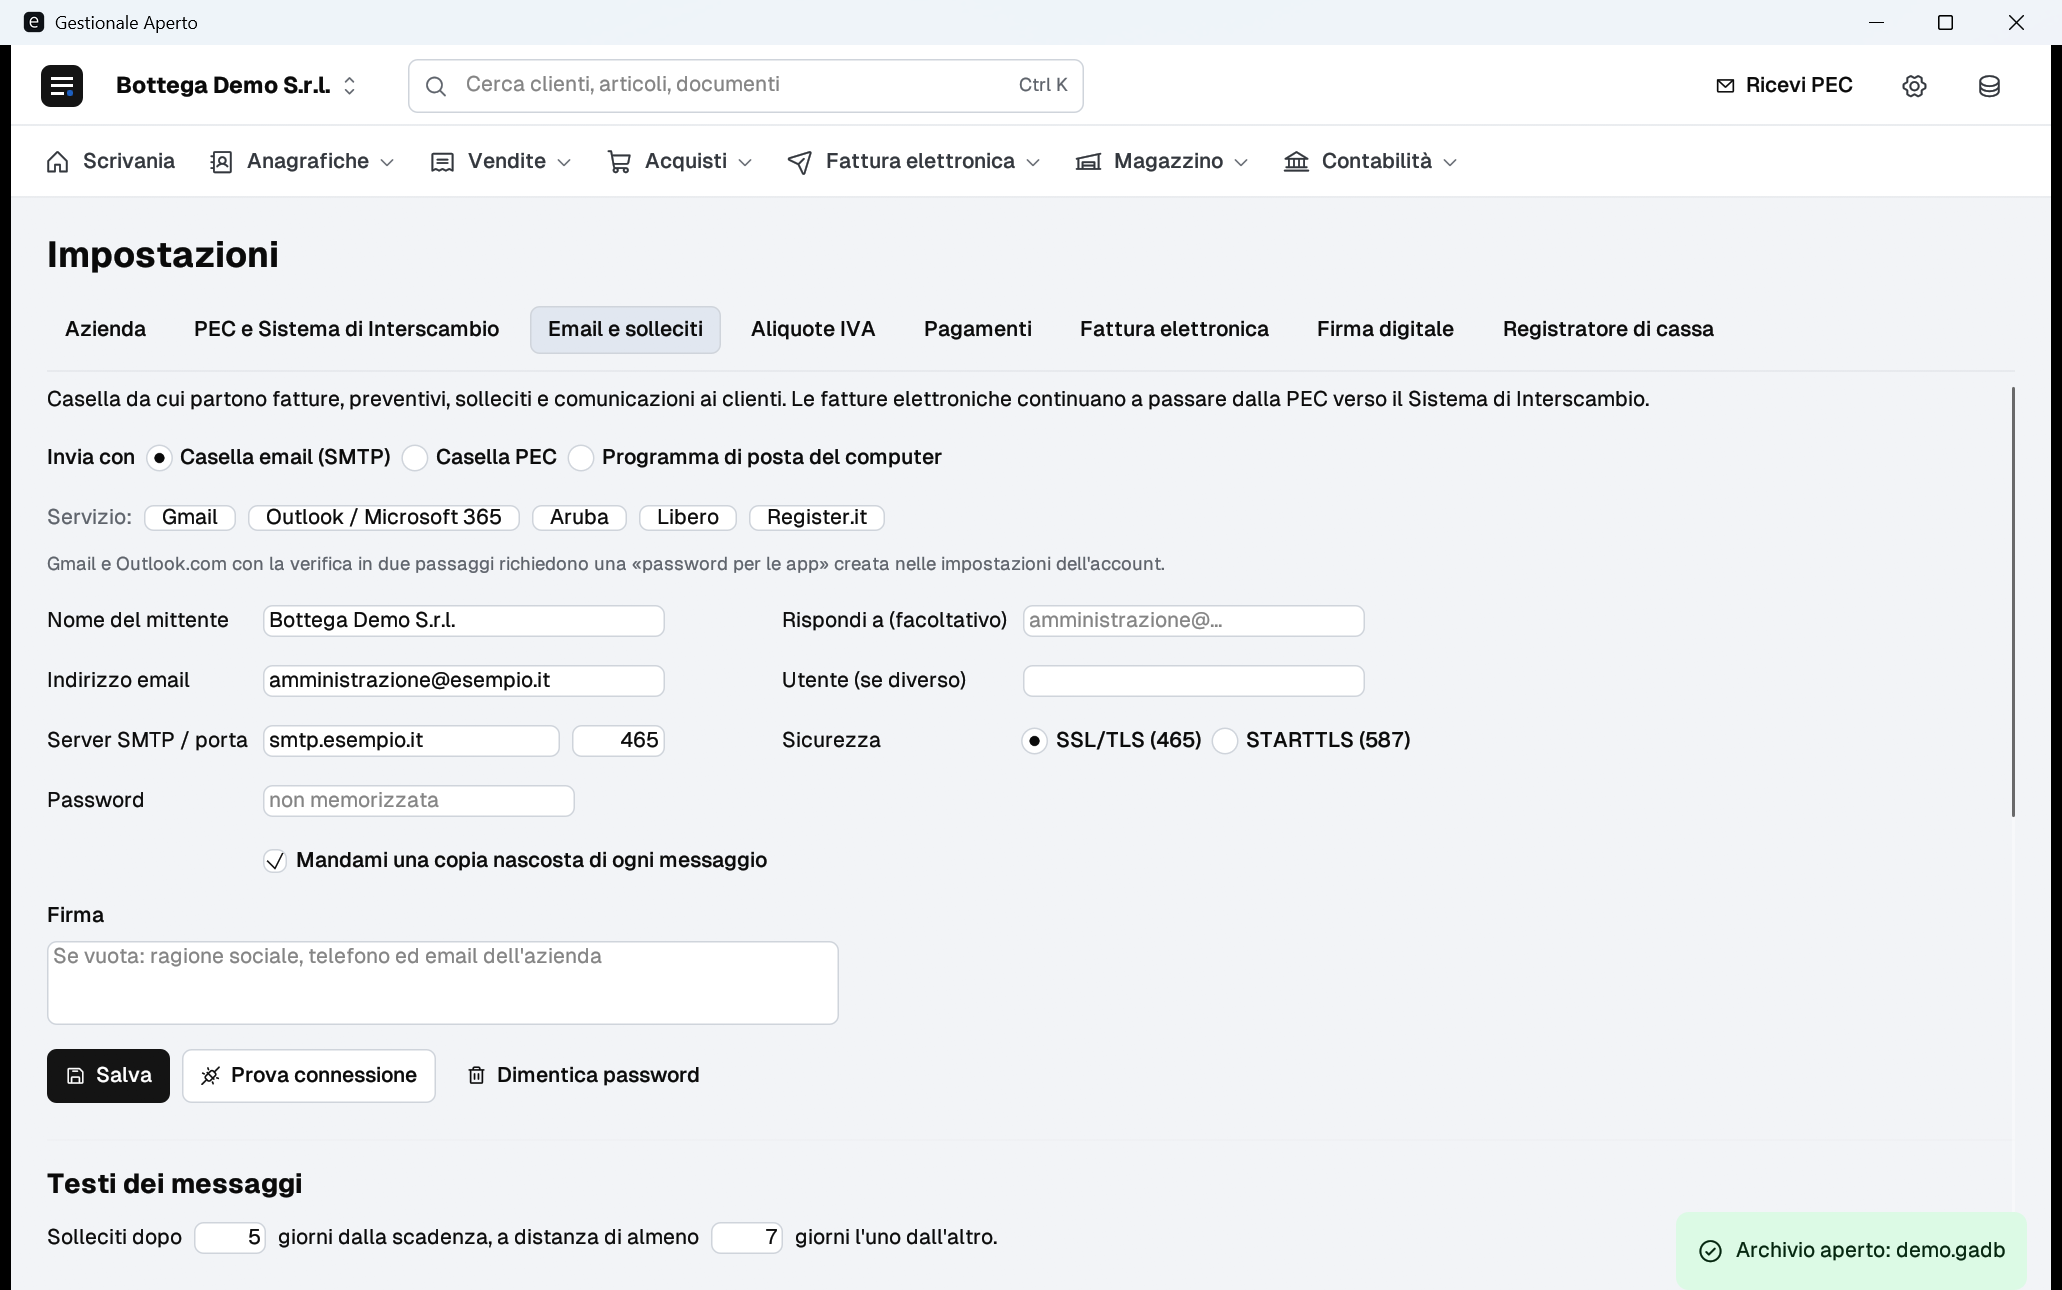 Gestionale Aperto
Bottega Demo S.r.l.
Cerca clienti, articoli, documenti
Ctrl K
Ricevi PEC
Scrivania
Anagrafiche
Vendite
Acquisti
Fattura elettronica
Magazzino
Contabilità
Impostazioni
Azienda
PEC e Sistema di Interscambio
Email e solleciti
Aliquote IVA
Pagamenti
Fattura elettronica
Firma digitale
Registratore di cassa
Casella da cui partono fatture, preventivi, solleciti e comunicazioni ai clienti. Le fatture elettroniche continuano a passare dalla PEC verso il Sistema di Interscambio.
Invia con Casella email (SMTP) Casella PEC Programma di posta del computer
Servizio: Gmail Outlook / Microsoft 365 Aruba Libero Register.it
Gmail e Outlook.com con la verifica in due passaggi richiedono una «password per le app» creata nelle impostazioni dell'account.
Nome del mittente Bottega Demo S.r.l. Rispondi a (facoltativo) amministrazione@...
Indirizzo email amministrazione@esempio.it Utente (se diverso)
Server SMTP / porta smtp.esempio.it 465 Sicurezza SSL/TLS (465) STARTTLS (587)
Password non memorizzata
Mandami una copia nascosta di ogni messaggio
Firma
Se vuota: ragione sociale, telefono ed email dell'azienda
Salva Prova connessione Dimentica password
Testi dei messaggi
Solleciti dopo 5 giorni dalla scadenza, a distanza di almeno 7 giorni l'uno dall'altro.
Archivio aperto: demo.gadb